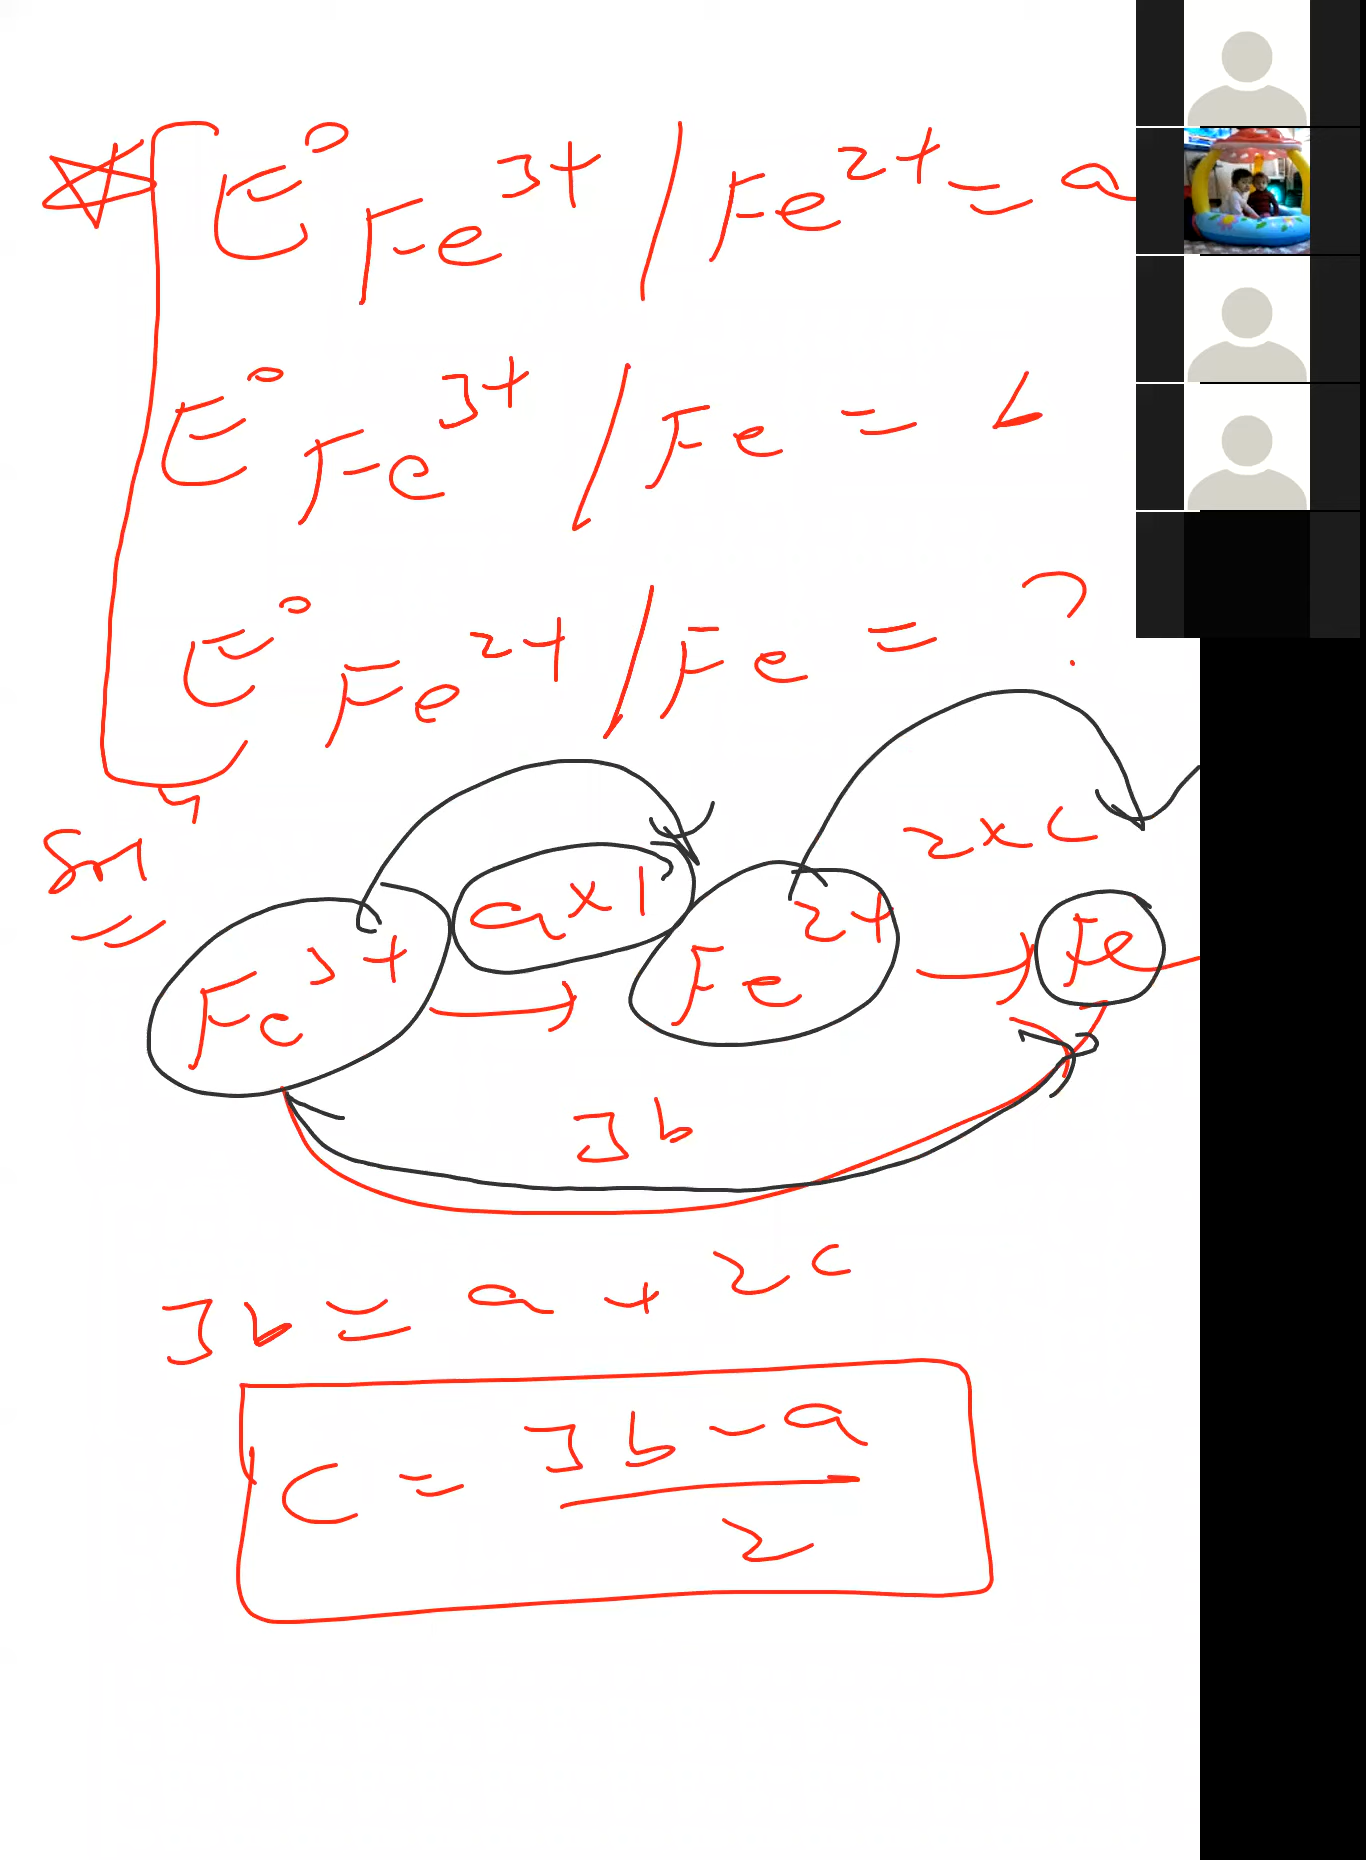 E° Fe³⁺ / Fe²⁺ = a
E° Fe³⁺ / Fe = b
E° Fe²⁺ / Fe = ?
Sol
Fe³⁺ a×1 → Fe²⁺ 2×c → Fe
3b
3b = a + 2c
c = 3b - a / 2